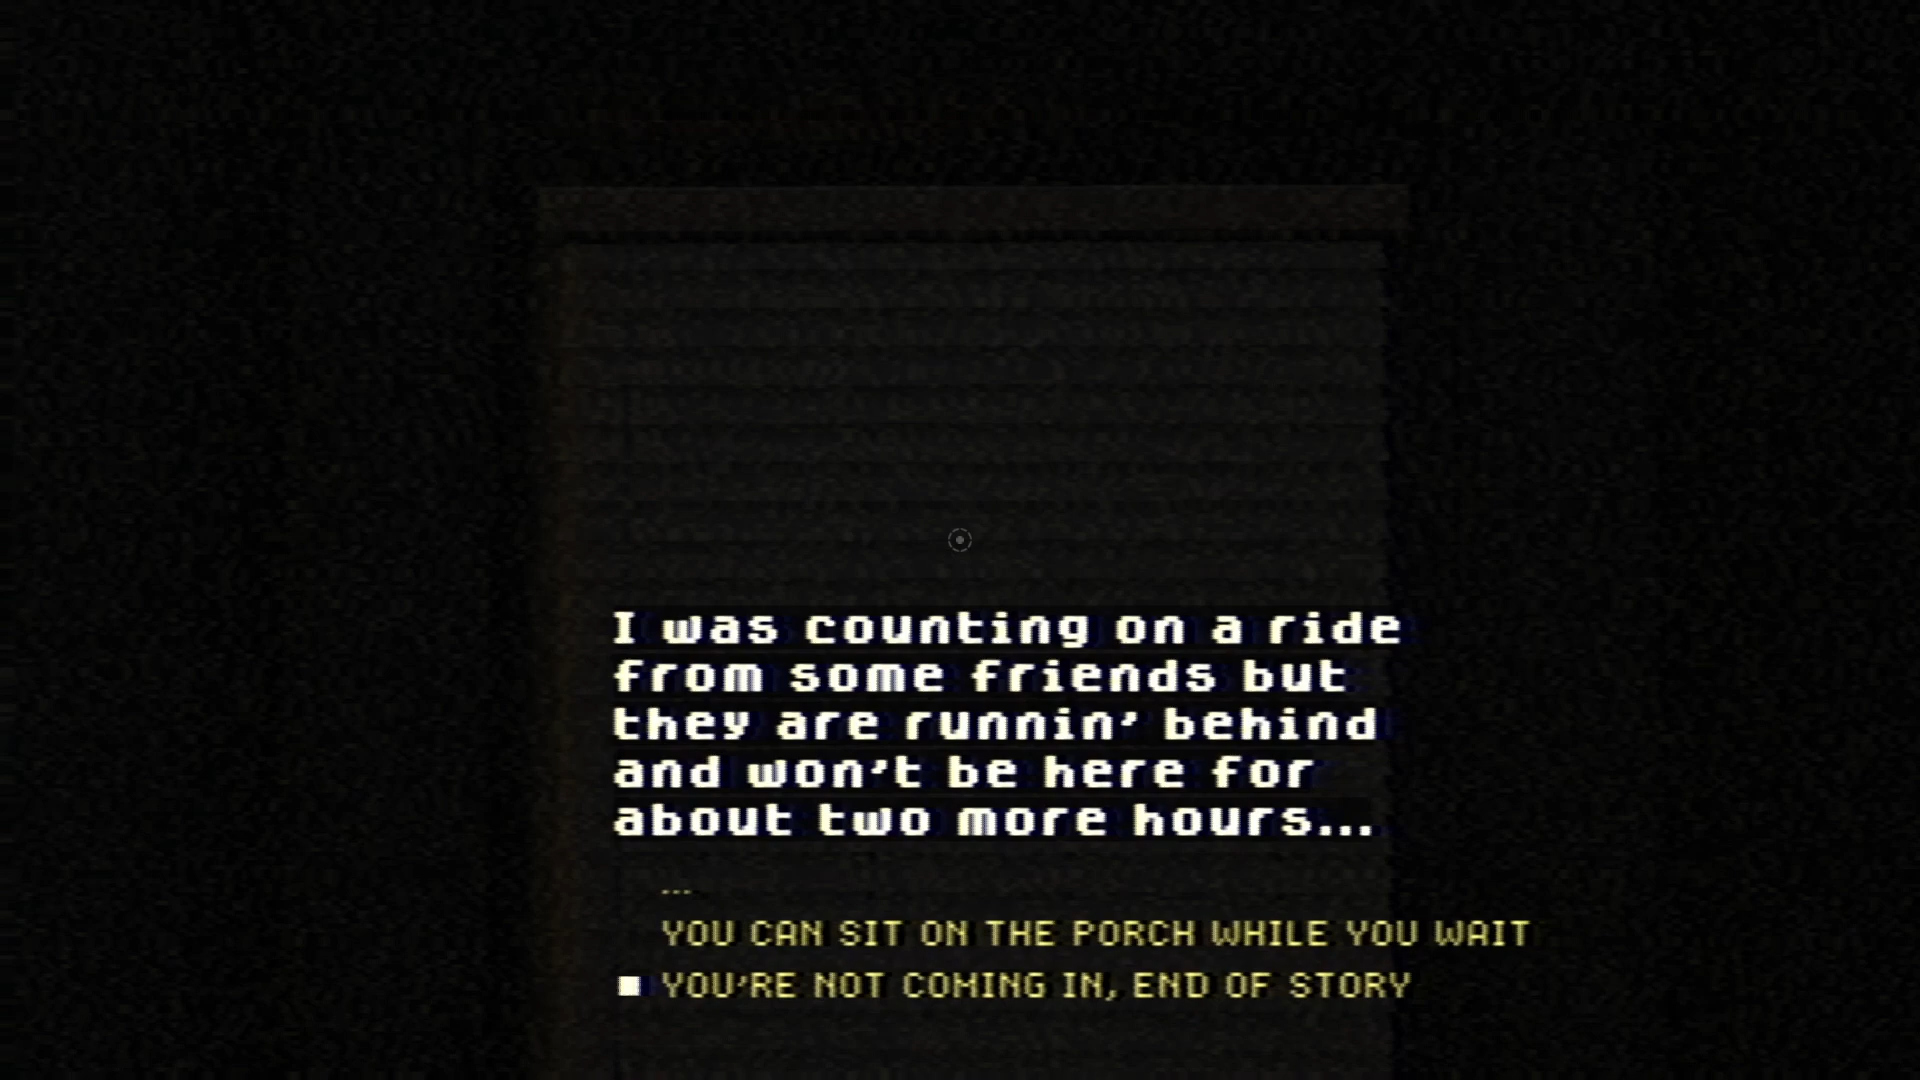 I was counting on a ride
from some friends but
they are runnin' behind
and won't be here for
about two more hours...
...
YOU CAN SIT ON THE PORCH WHILE YOU WAIT
YOU'RE NOT COMING IN, END OF STORY